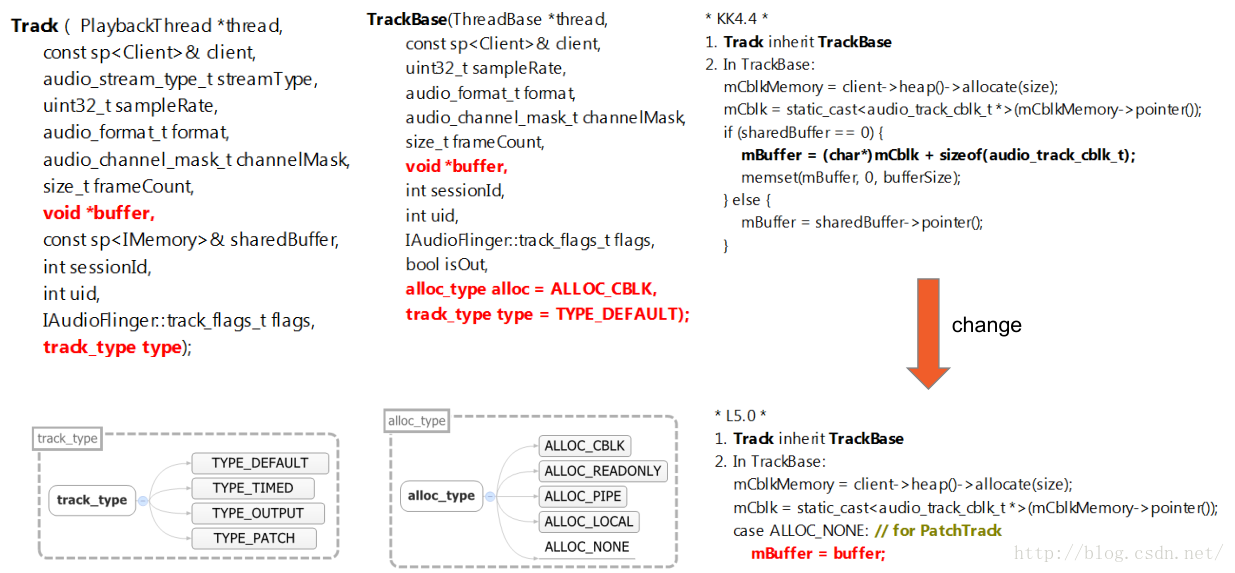 Track ( PlaybackThread *thread,
const sp<Client>& client,
audio_stream_type_t streamType,
uint32_t sampleRate,
audio_format_t format,
audio_channel_mask_t channelMask,
size_t frameCount,
void *buffer,
const sp<IMemory>& sharedBuffer,
int sessionId,
int uid,
IAudioFlinger::track_flags_t flags,
track_type type);
TrackBase(ThreadBase *thread,
const sp<Client>& client,
uint32_t sampleRate,
audio_format_t format,
audio_channel_mask_t channelMask,
size_t frameCount,
void *buffer,
int sessionId,
int uid,
IAudioFlinger::track_flags_t flags,
bool isOut,
alloc_type alloc = ALLOC_CBLK,
track_type type = TYPE_DEFAULT);
* KK4.4 *
1. Track inherit TrackBase
2. In TrackBase:
mCblkMemory = client->heap()->allocate(size);
mCblk = static_cast<audio_track_cblk_t *>(mCblkMemory->pointer());
if (sharedBuffer == 0) {
mBuffer = (char*)mCblk + sizeof(audio_track_cblk_t);
memset(mBuffer, 0, bufferSize);
} else {
mBuffer = sharedBuffer->pointer();
}
change
track_type
track_type
TYPE_DEFAULT
TYPE_TIMED
TYPE_OUTPUT
TYPE_PATCH
alloc_type
alloc_type
ALLOC_CBLK
ALLOC_READONLY
ALLOC_PIPE
ALLOC_LOCAL
ALLOC_NONE
* L5.0 *
1. Track inherit TrackBase
2. In TrackBase:
mCblkMemory = client->heap()->allocate(size);
mCblk = static_cast<audio_track_cblk_t *>(mCblkMemory->pointer());
case ALLOC_NONE: // for PatchTrack
mBuffer = buffer;
http://blog.csdn.net/